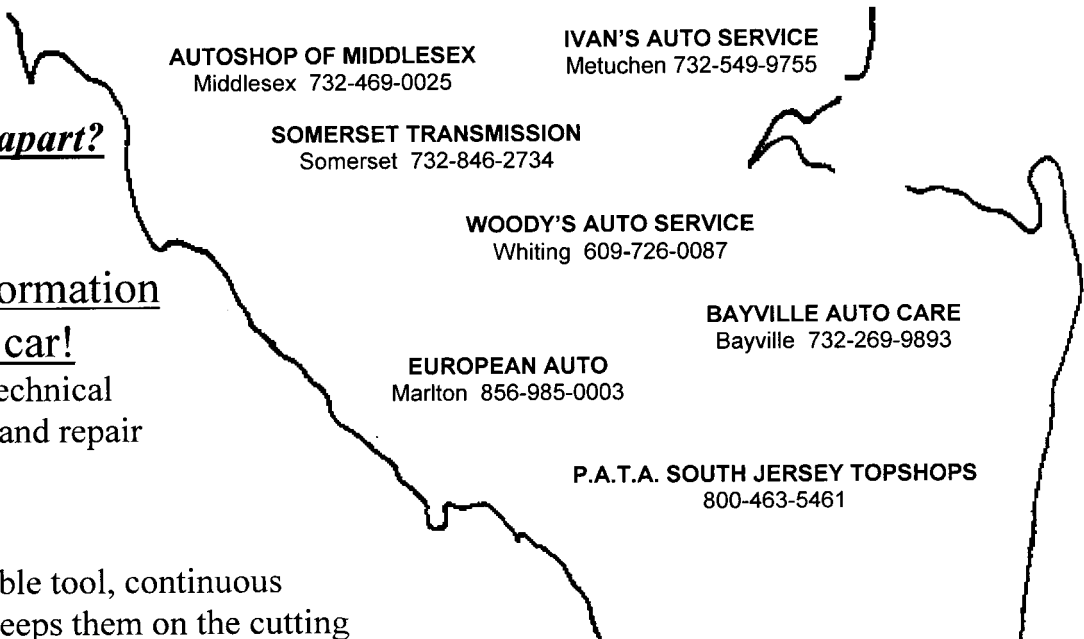 AUTOSHOP OF MIDDLESEX
Middlesex 732-469-0025
IVAN'S AUTO SERVICE
Metuchen 732-549-9755
apart?
SOMERSET TRANSMISSION
Somerset 732-846-2734
WOODY'S AUTO SERVICE
Whiting 609-726-0087
ormation
car!
echnical
and repair
BAYVILLE AUTO CARE
Bayville 732-269-9893
EUROPEAN AUTO
Marlton 856-985-0003
P.A.T.A. SOUTH JERSEY TOPSHOPS
800-463-5461
ble tool, continuous
eeps them on the cutting